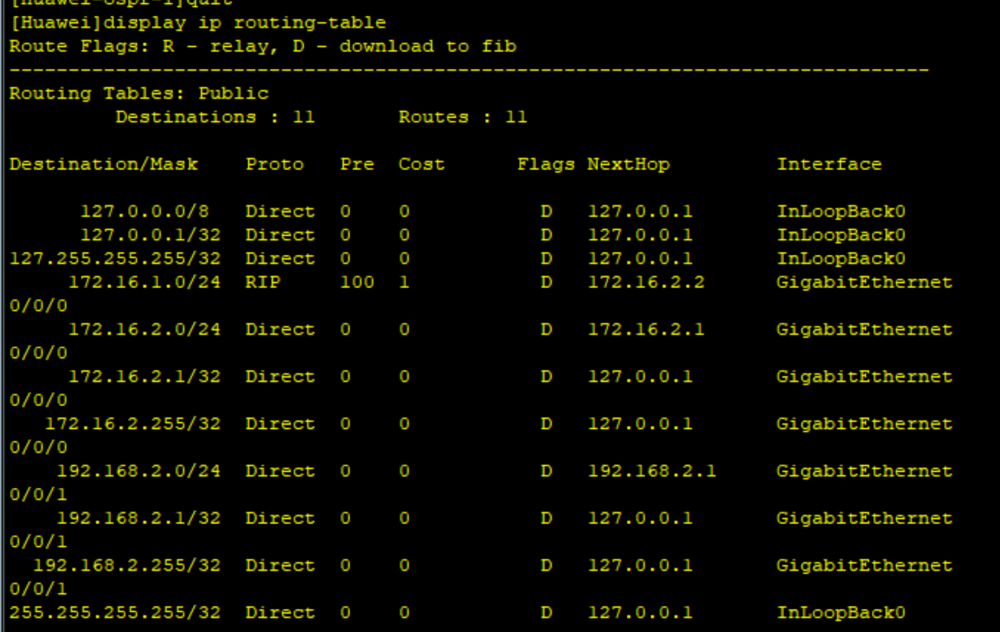 [Huawei-ospf-1]quit
[Huawei]display ip routing-table
Route Flags: R - relay, D - download to fib
------------------------------------------------------------------------------
Routing Tables: Public
         Destinations : 11       Routes : 11

Destination/Mask    Proto   Pre  Cost      Flags NextHop         Interface

      127.0.0.0/8   Direct  0    0           D   127.0.0.1       InLoopBack0
      127.0.0.1/32  Direct  0    0           D   127.0.0.1       InLoopBack0
127.255.255.255/32  Direct  0    0           D   127.0.0.1       InLoopBack0
     172.16.1.0/24  RIP     100  1           D   172.16.2.2      GigabitEthernet
0/0/0
     172.16.2.0/24  Direct  0    0           D   172.16.2.1      GigabitEthernet
0/0/0
     172.16.2.1/32  Direct  0    0           D   127.0.0.1       GigabitEthernet
0/0/0
   172.16.2.255/32  Direct  0    0           D   127.0.0.1       GigabitEthernet
0/0/0
    192.168.2.0/24  Direct  0    0           D   192.168.2.1     GigabitEthernet
0/0/1
    192.168.2.1/32  Direct  0    0           D   127.0.0.1       GigabitEthernet
0/0/1
  192.168.2.255/32  Direct  0    0           D   127.0.0.1       GigabitEthernet
0/0/1
255.255.255.255/32  Direct  0    0           D   127.0.0.1       InLoopBack0